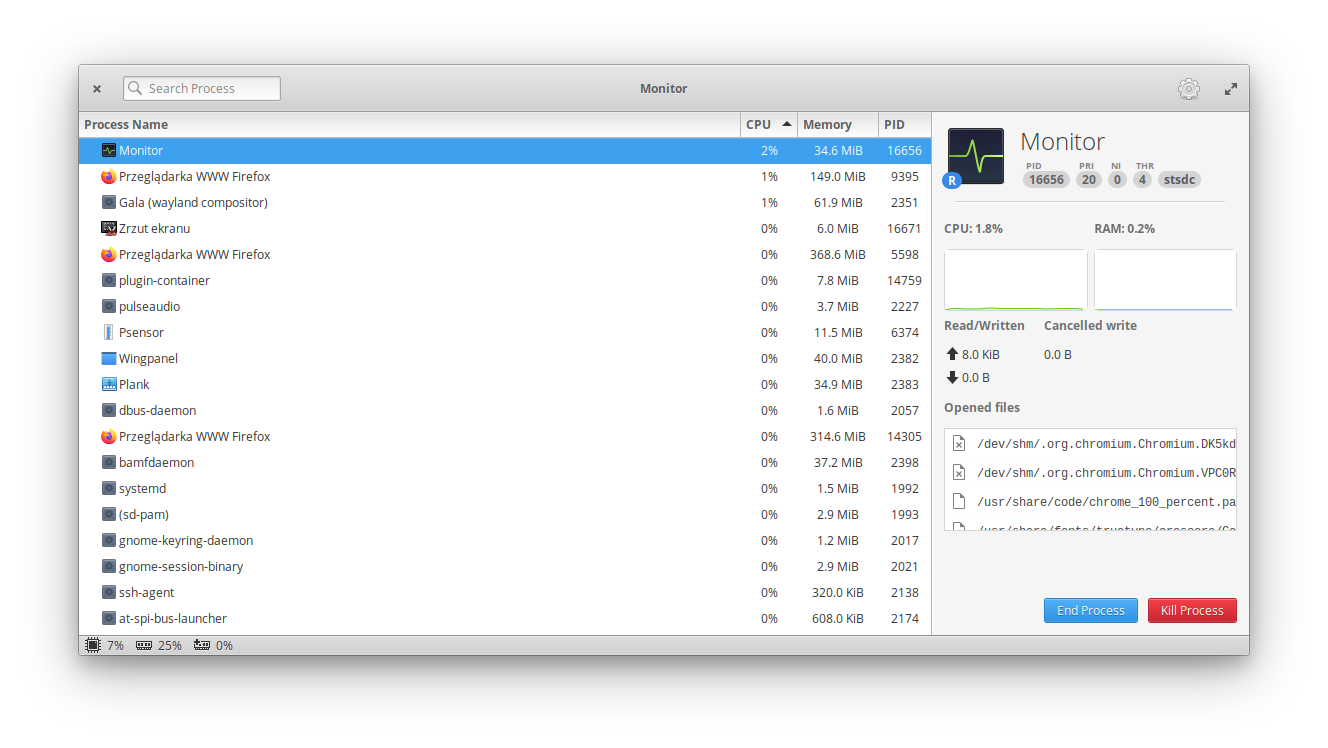 Search Process
Monitor
Process Name CPU Memory PID
Monitor 2% 34.6 MiB 16656
Przeglądarka WWW Firefox 1% 149.0 MiB 9395
Gala (wayland compositor) 1% 61.9 MiB 2351
Zrzut ekranu 0% 6.0 MiB 16671
Przeglądarka WWW Firefox 0% 368.6 MiB 5598
plugin-container 0% 7.8 MiB 14759
pulseaudio 0% 3.7 MiB 2227
Psensor 0% 11.5 MiB 6374
Wingpanel 0% 40.0 MiB 2382
Plank 0% 34.9 MiB 2383
dbus-daemon 0% 1.6 MiB 2057
Przeglądarka WWW Firefox 0% 314.6 MiB 14305
bamfdaemon 0% 37.2 MiB 2398
systemd 0% 1.5 MiB 1992
(sd-pam) 0% 2.9 MiB 1993
gnome-keyring-daemon 0% 1.2 MiB 2017
gnome-session-binary 0% 2.9 MiB 2021
ssh-agent 0% 320.0 KiB 2138
at-spi-bus-launcher 0% 608.0 KiB 2174
7% 25% 0%
Monitor
R
PID PRI NI THR
16656 20 0 4 stsdc
CPU: 1.8% RAM: 0.2%
Read/Written Cancelled write
8.0 KiB 0.0 B
0.0 B
Opened files
/dev/shm/.org.chromium.Chromium.DK5kd
/dev/shm/.org.chromium.Chromium.VPC0R
/usr/share/code/chrome_100_percent.pa
End Process Kill Process